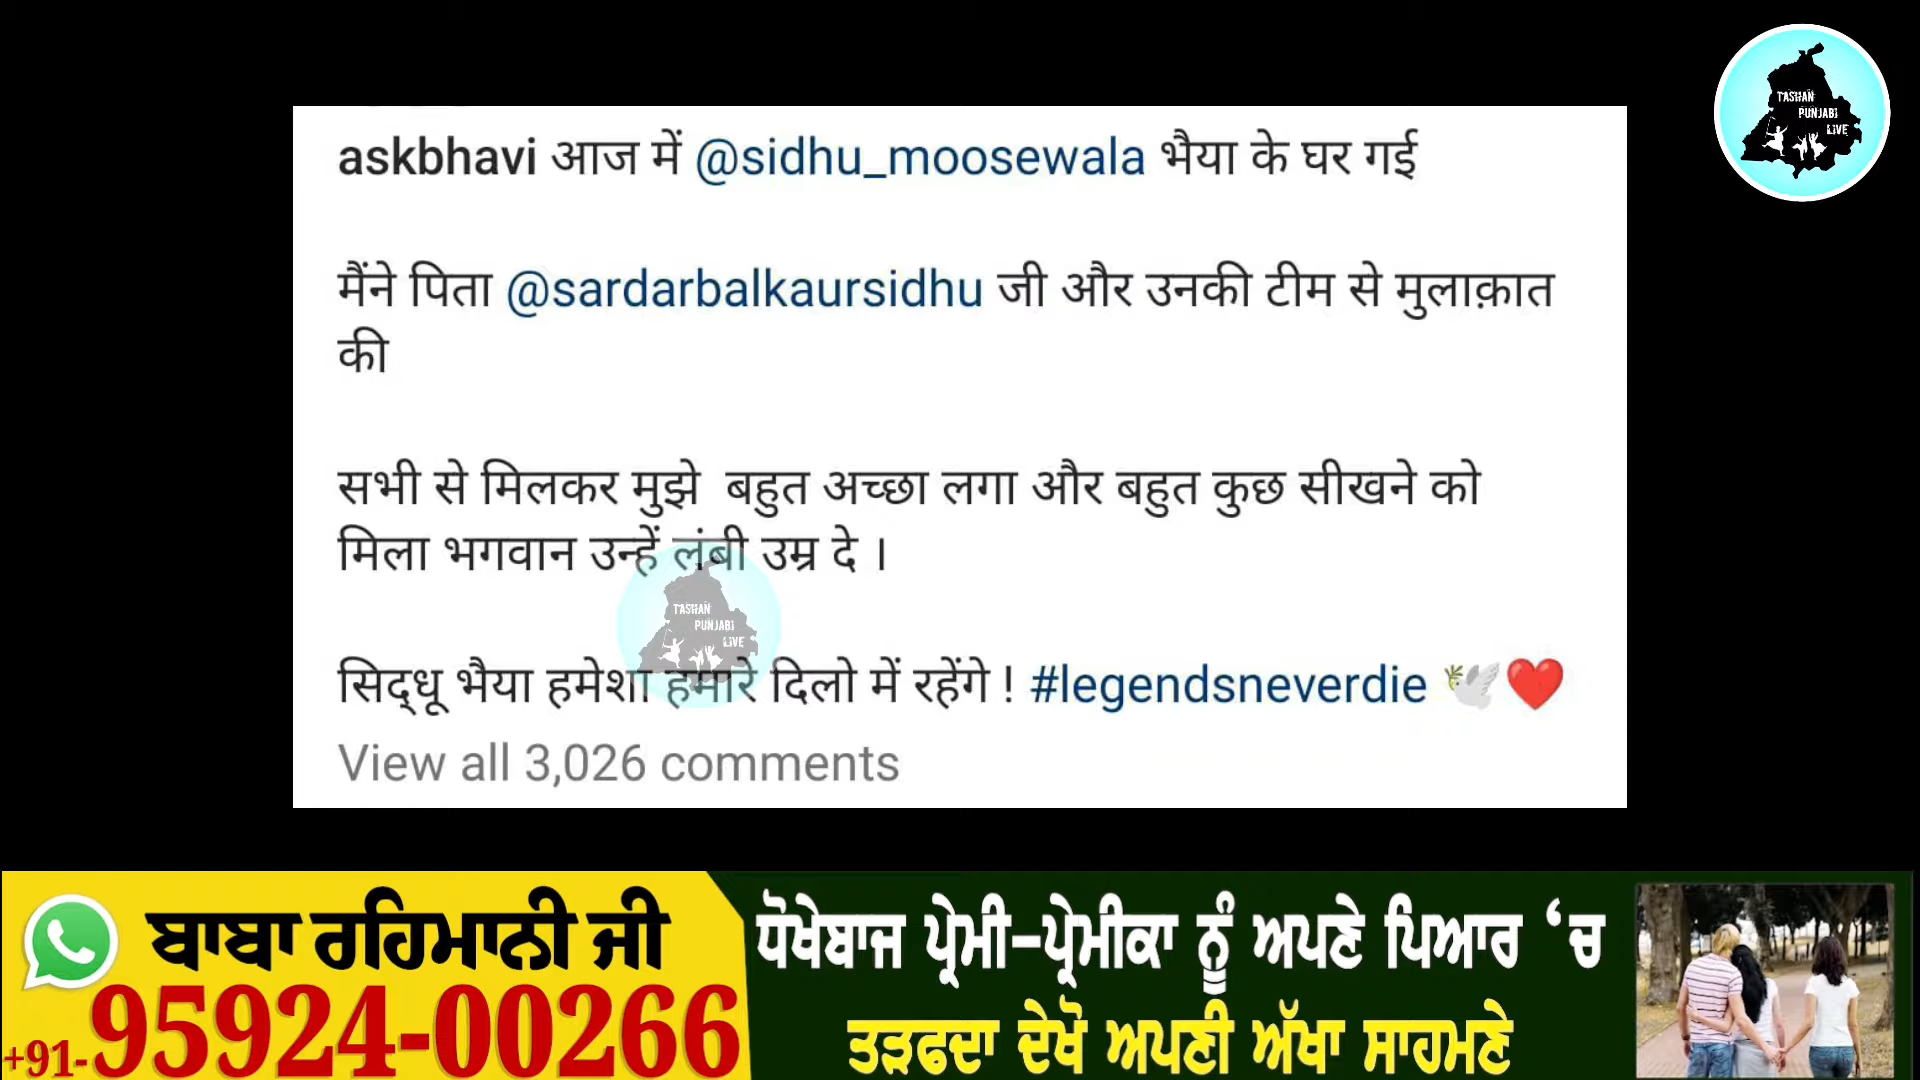 TASHAN
PUNJABI
LIVE
askbhavi आज में @sidhu_moosewala भैया के घर गई
मैंने पिता @sardarbalkaursidhu जी और उनकी टीम से मुलाक़ात
की
सभी से मिलकर मुझे बहुत अच्छा लगा और बहुत कुछ सीखने को
मिला भगवान उन्हें लंबी उम्र दे ।
TASHAN
PUNJABI
LIVE
सिद्धू भैया हमेशा हमारे दिलो में रहेंगे ! #legendsneverdie 🕊️❤️
View all 3,026 comments
ਬਾਬਾ ਰਹਿਮਾਨੀ ਜੀ
+91-95924-00266
ਧੋਖੇਬਾਜ ਪ੍ਰੇਮੀ-ਪ੍ਰੇਮੀਕਾ ਨੂੰ ਅਪਣੇ ਪਿਆਰ ‘ਚ
ਤੜਫਦਾ ਦੇਖੋ ਅਪਣੀ ਅੱਖਾ ਸਾਹਮਣੇ